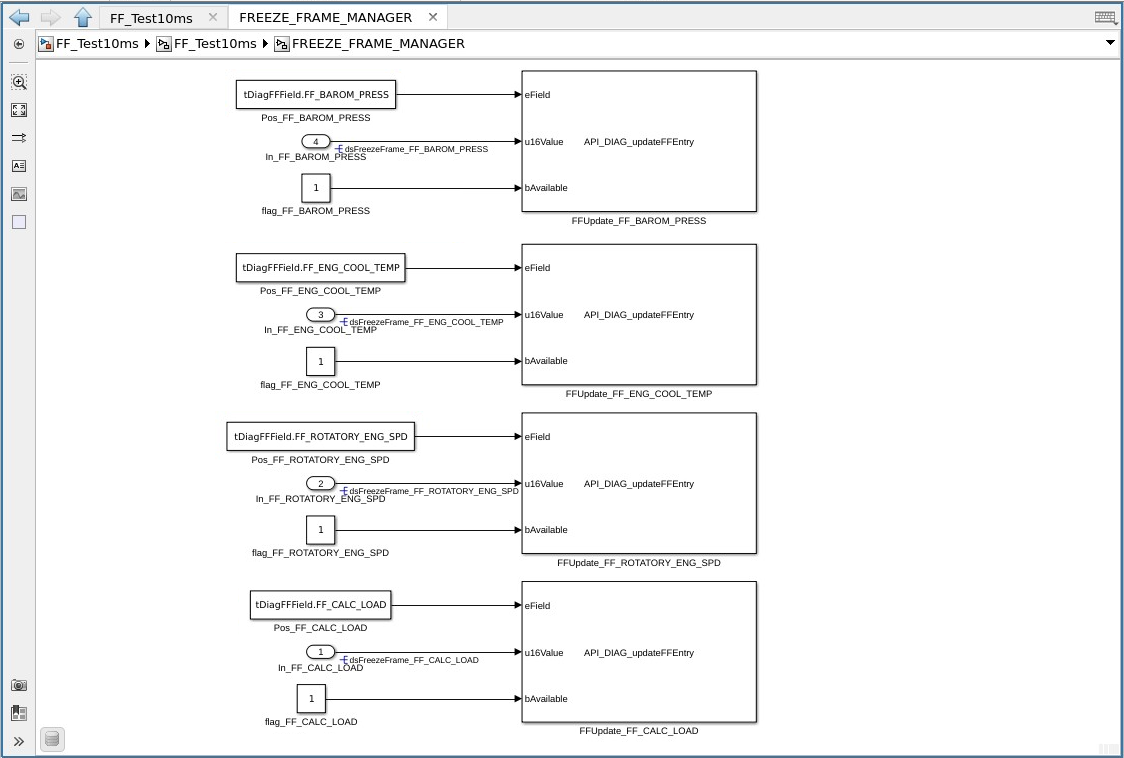 FF_Test10ms
FREEZE_FRAME_MANAGER
FF_Test10ms FF_Test10ms FREEZE_FRAME_MANAGER
tDiagFFField.FF_BAROM_PRESS
eField
Pos_FF_BAROM_PRESS
4
u16Value
API_DIAG_updateFFEntry
dsFreezeFrame_FF_BAROM_PRESS
In_FF_BAROM_PRESS
1
bAvailable
flag_FF_BAROM_PRESS
FFUpdate_FF_BAROM_PRESS
tDiagFFField.FF_ENG_COOL_TEMP
eField
Pos_FF_ENG_COOL_TEMP
3
u16Value
API_DIAG_updateFFEntry
dsFreezeFrame_FF_ENG_COOL_TEMP
In_FF_ENG_COOL_TEMP
1
bAvailable
flag_FF_ENG_COOL_TEMP
FFUpdate_FF_ENG_COOL_TEMP
tDiagFFField.FF_ROTATORY_ENG_SPD
eField
Pos_FF_ROTATORY_ENG_SPD
2
u16Value
API_DIAG_updateFFEntry
dsFreezeFrame_FF_ROTATORY_ENG_SPD
In_FF_ROTATORY_ENG_SPD
1
bAvailable
flag_FF_ROTATORY_ENG_SPD
FFUpdate_FF_ROTATORY_ENG_SPD
tDiagFFField.FF_CALC_LOAD
eField
Pos_FF_CALC_LOAD
1
u16Value
API_DIAG_updateFFEntry
dsFreezeFrame_FF_CALC_LOAD
In_FF_CALC_LOAD
1
bAvailable
flag_FF_CALC_LOAD
FFUpdate_FF_CALC_LOAD